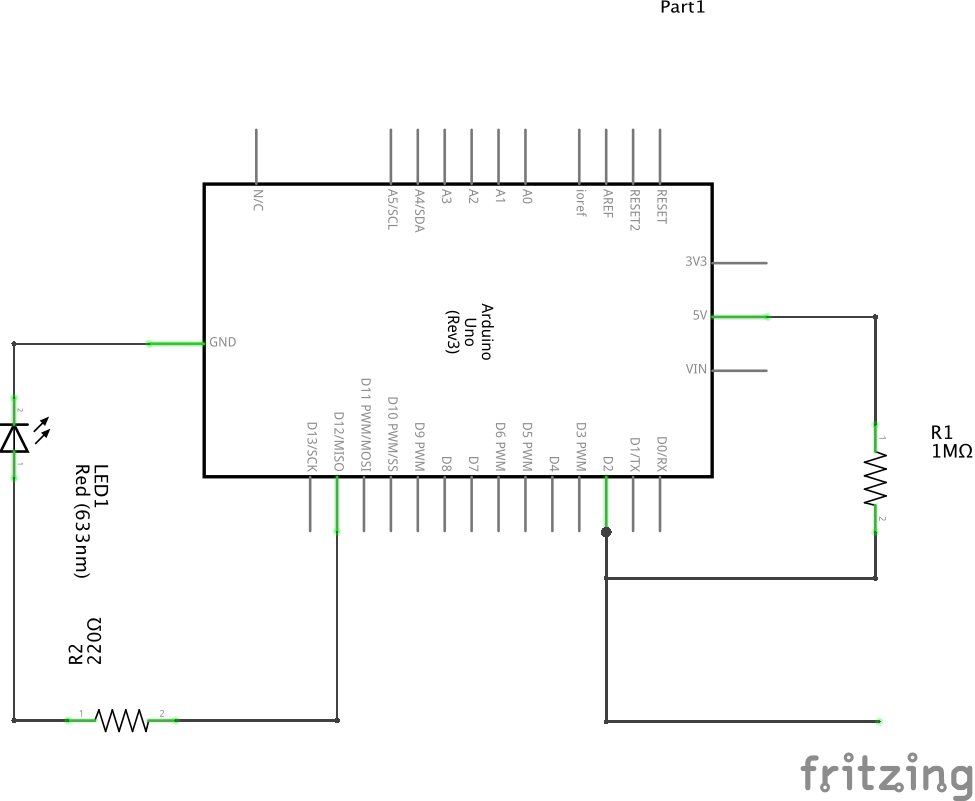 Part1
N/C
A5/SCL
A4/SDA
A3
A2
A1
A0
ioref
AREF
RESET2
RESET
3V3
5V
VIN
GND
Arduino
Uno
(Rev3)
D13/SCK
D12/MISO
D11 PWM/MOSI
D10 PWM/SS
D9 PWM
D8
D7
D6 PWM
D5 PWM
D4
D3 PWM
D2
D1/TX
D0/RX
2
1
LED1
Red (633nm)
R2
220Ω
1
2
1
2
R1
1MΩ
fritzing